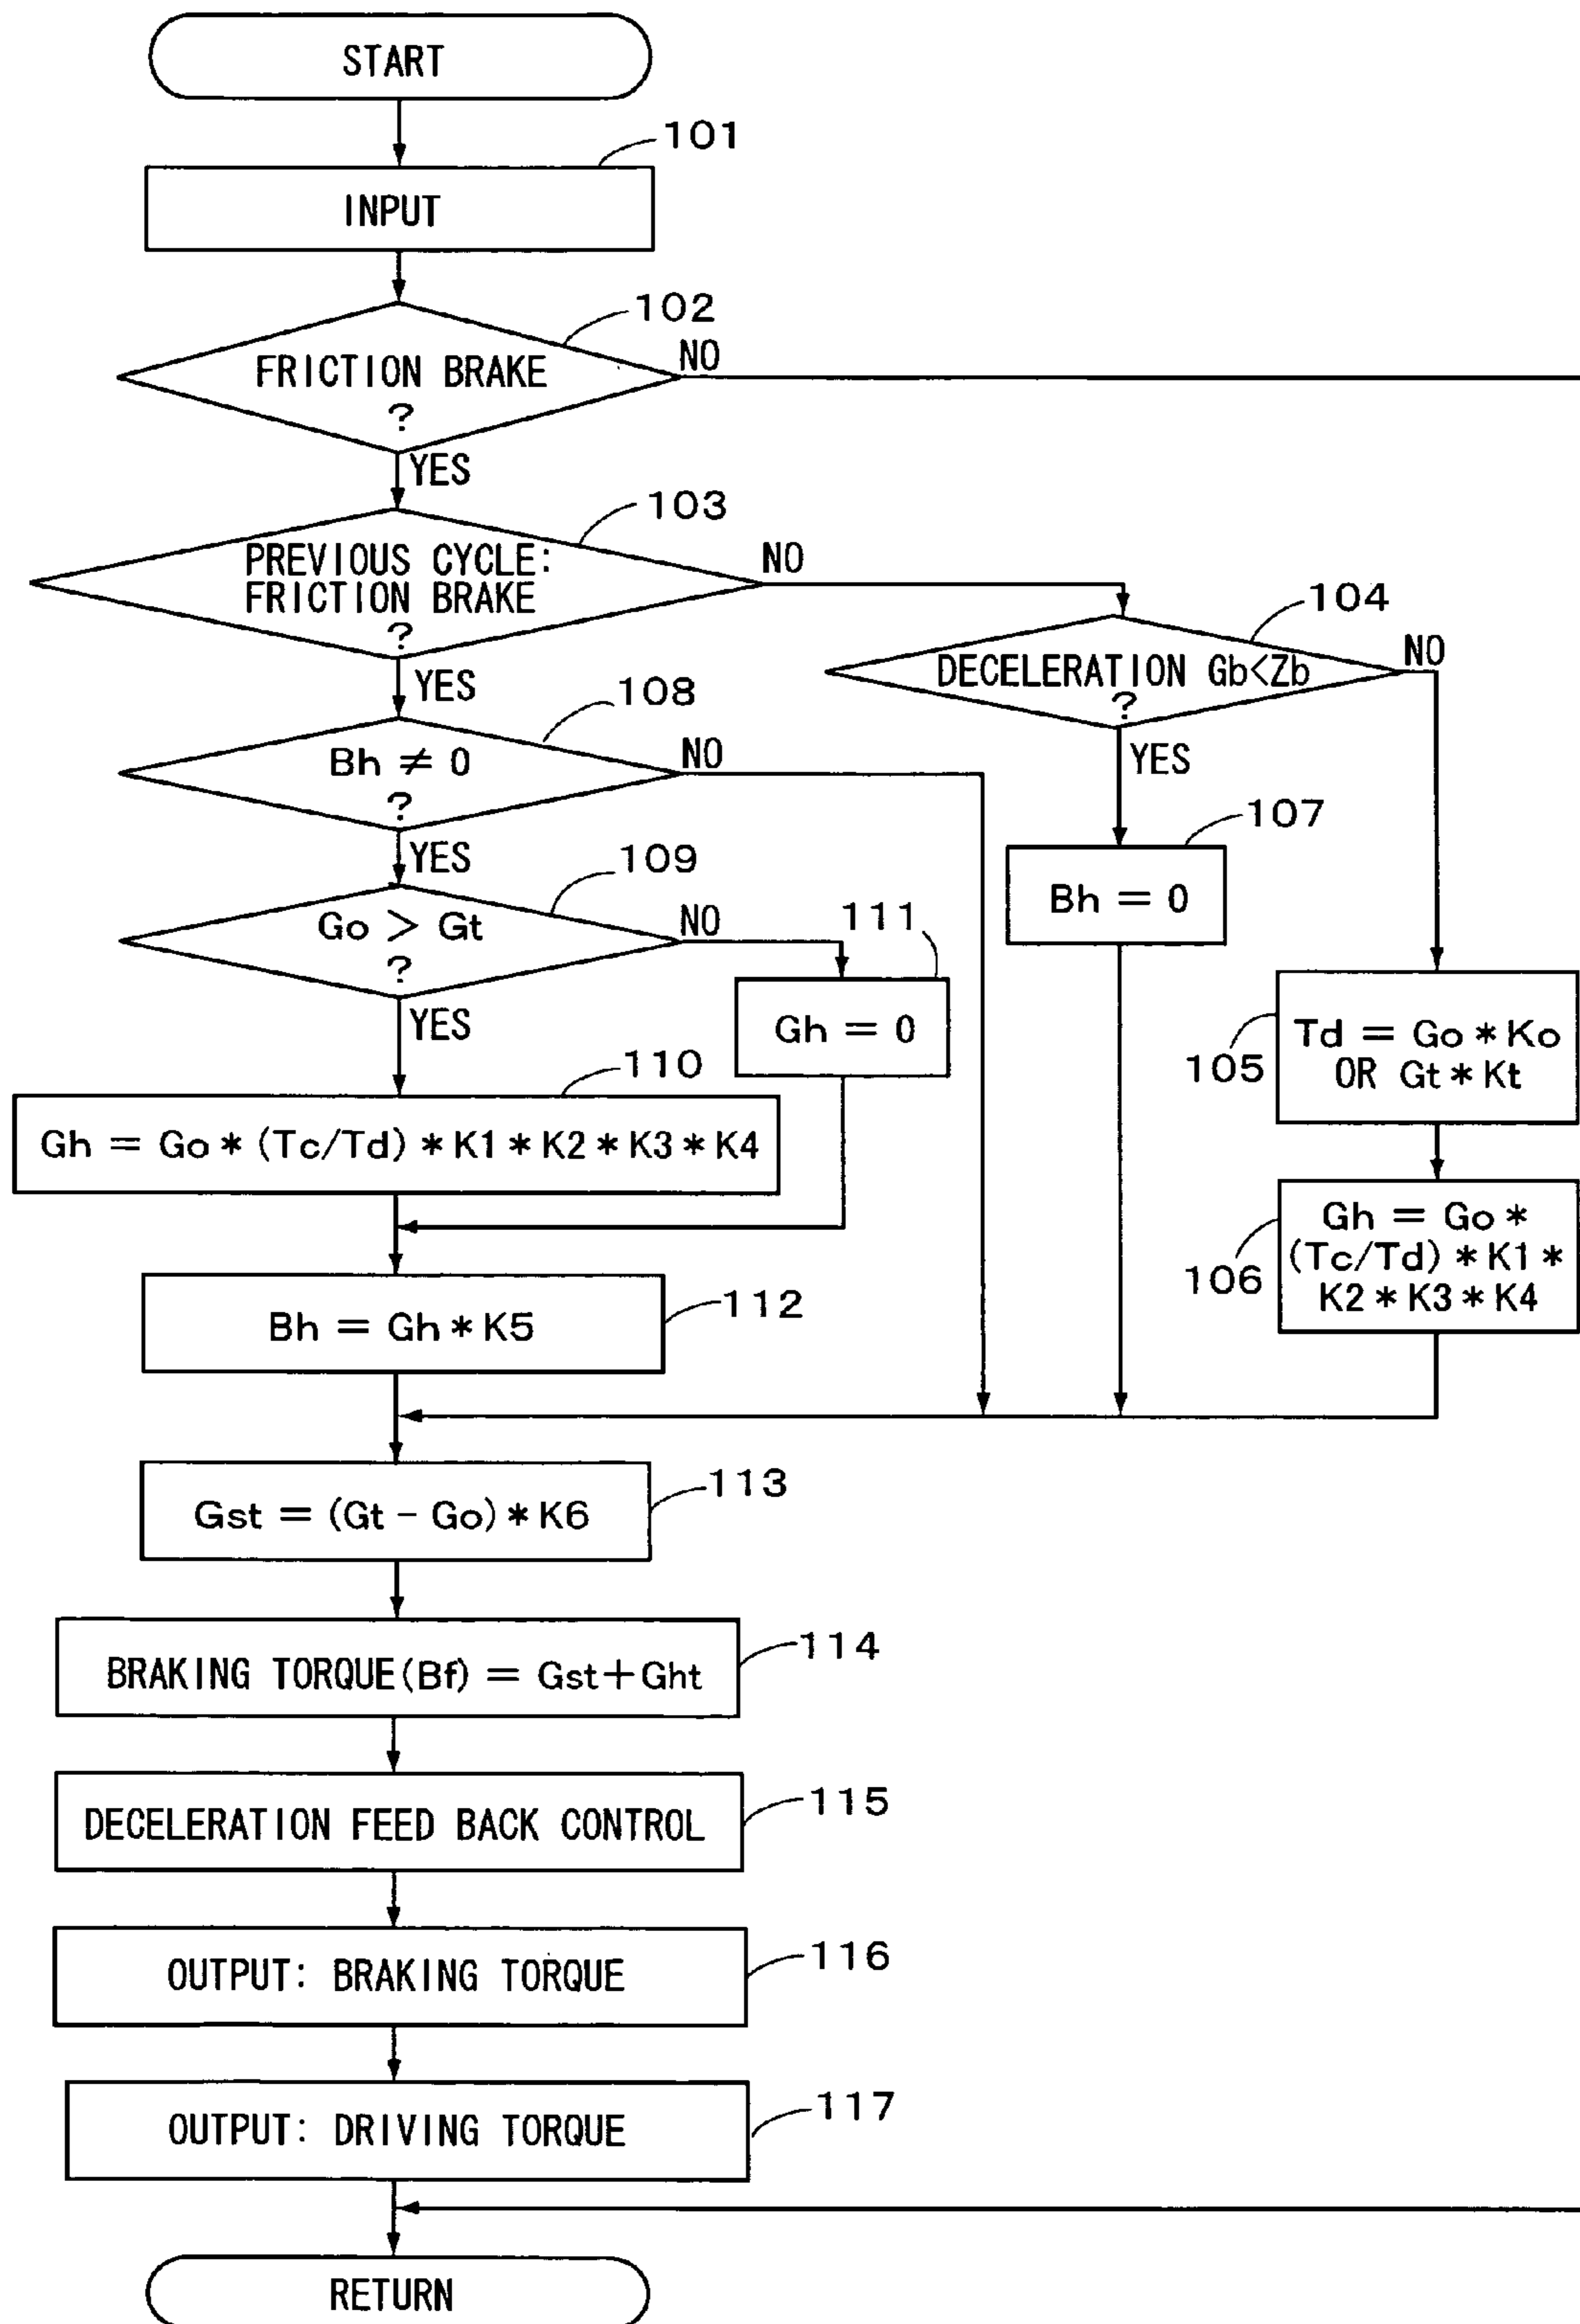 START
101
INPUT
102
FRICTION BRAKE
?
NO
YES
103
PREVIOUS CYCLE:
FRICTION BRAKE
?
NO
YES
104
DECELERATION Gb<Zb
?
NO
YES
108
Bh ≠ 0
?
NO
YES
107
Bh = 0
109
Go > Gt
?
NO
YES
111
Gh = 0
105
Td = Go * Ko
OR Gt * Kt
110
Gh = Go * (Tc/Td) * K1 * K2 * K3 * K4
106
Gh = Go *
(Tc/Td) * K1 *
K2 * K3 * K4
112
Bh = Gh * K5
113
Gst = (Gt - Go) * K6
114
BRAKING TORQUE(Bf) = Gst+Ght
115
DECELERATION FEED BACK CONTROL
116
OUTPUT: BRAKING TORQUE
117
OUTPUT: DRIVING TORQUE
RETURN